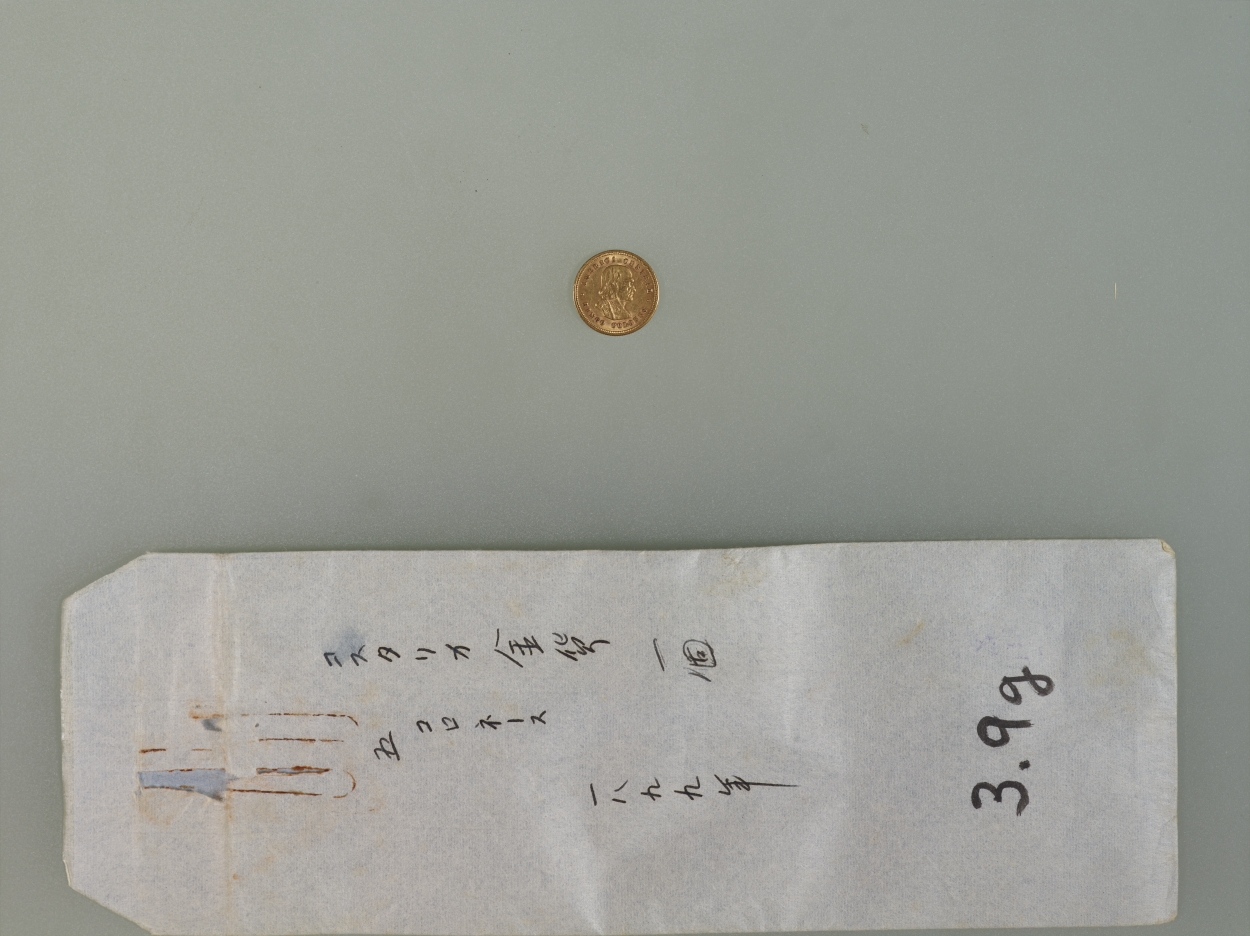 コスタリカ金貨 一個
五コロネース
一八九九年
3.9g